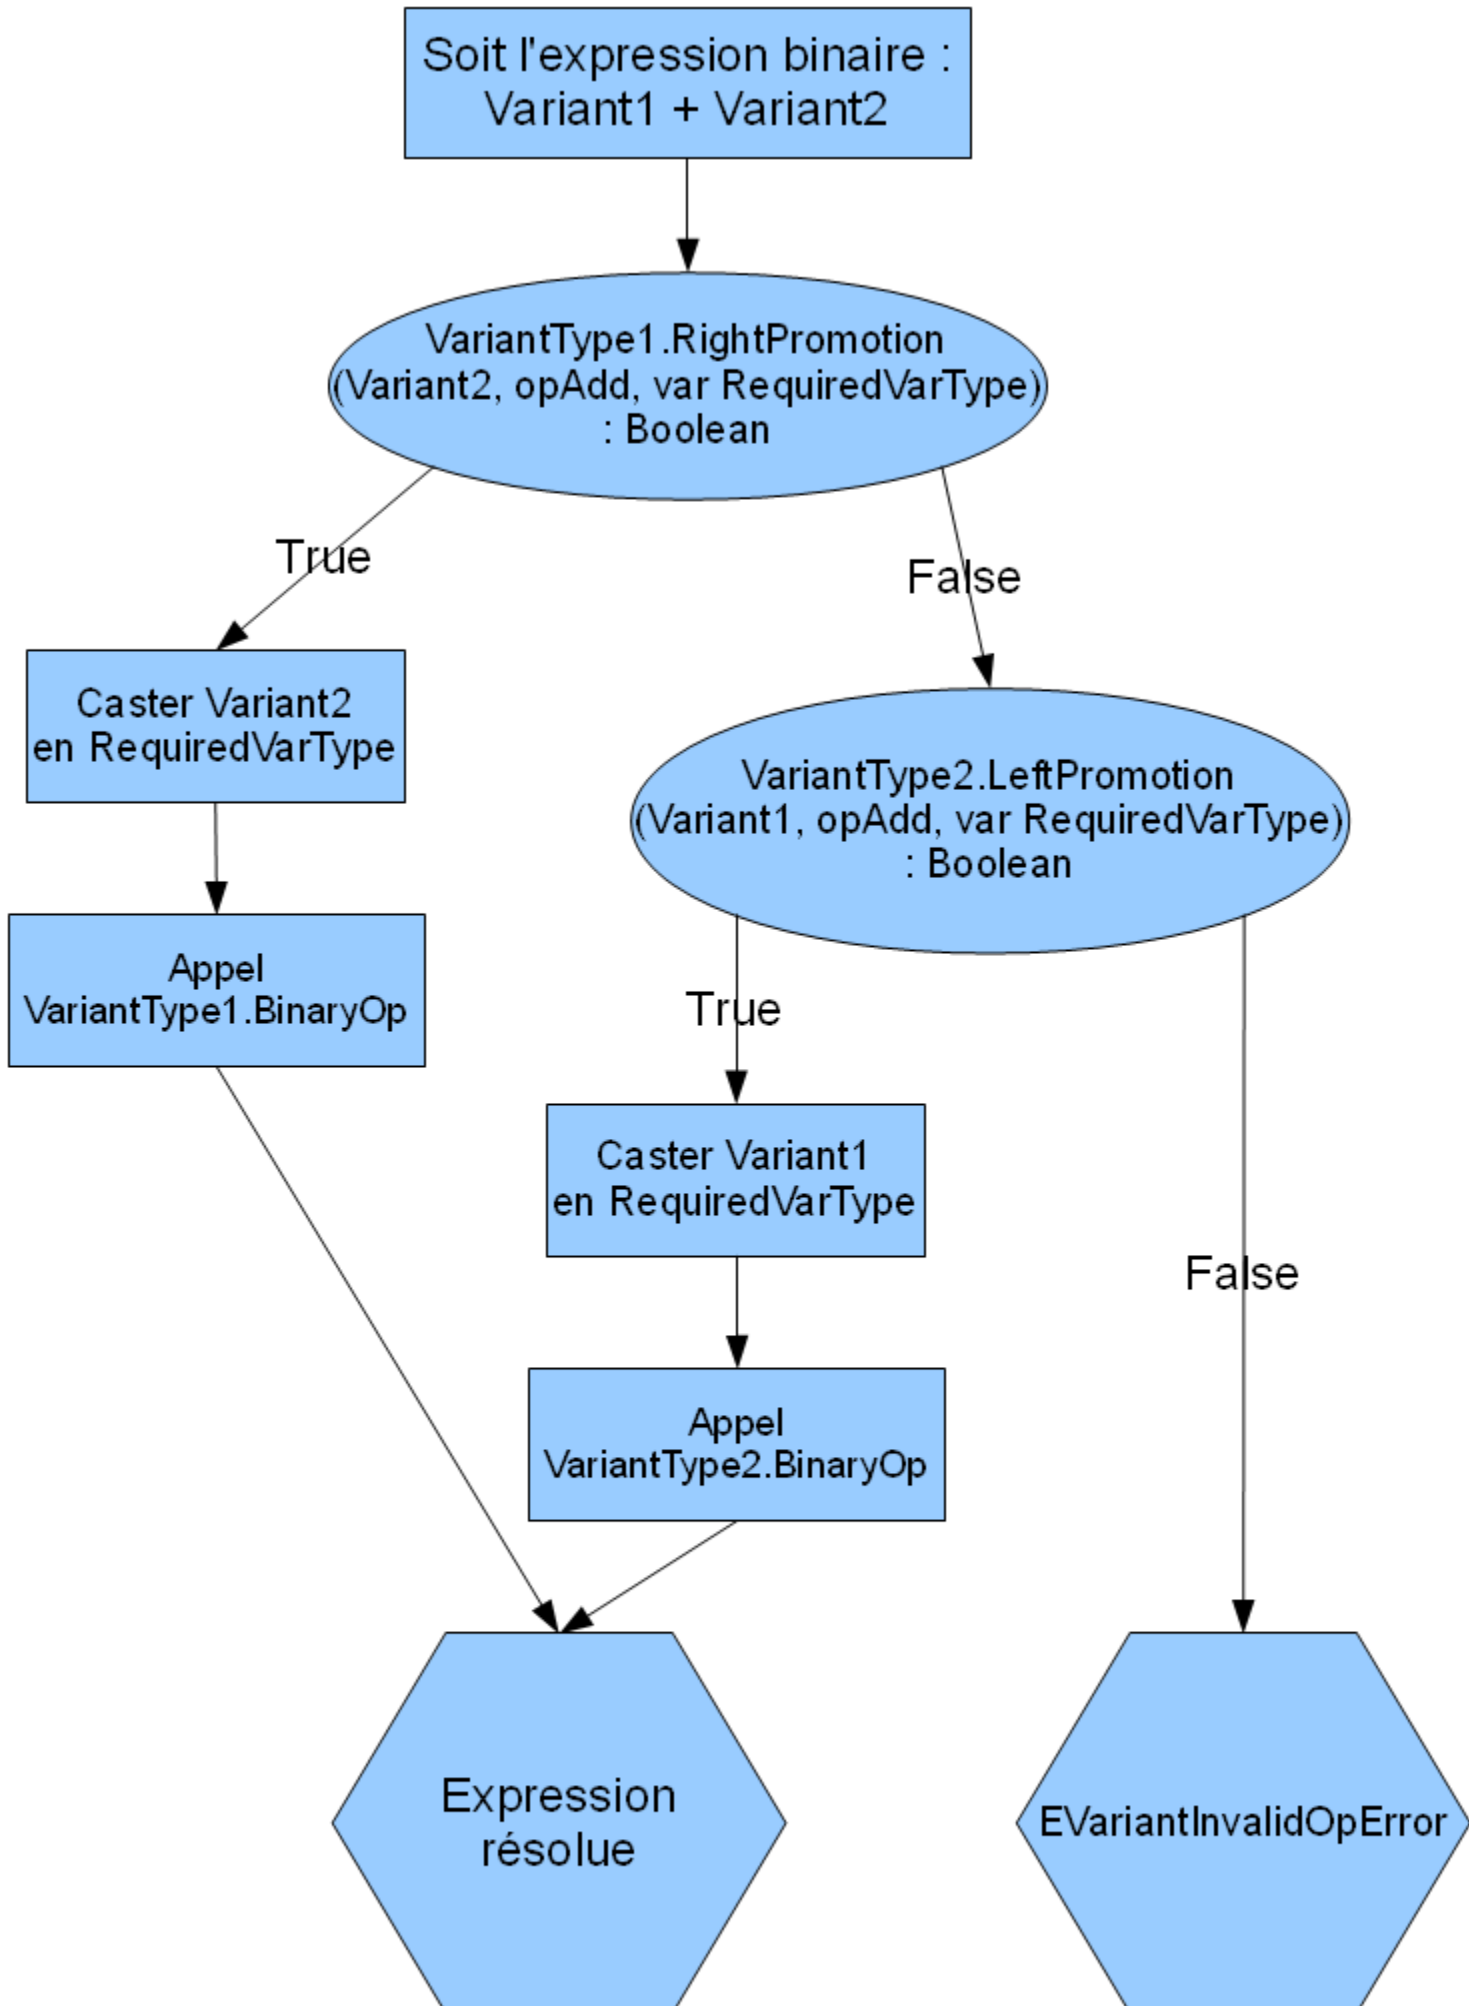 Soit l'expression binaire :
Variant1 + Variant2
VariantType1.RightPromotion
(Variant2, opAdd, var RequiredVarType)
: Boolean
True
False
Caster Variant2
en RequiredVarType
VariantType2.LeftPromotion
(Variant1, opAdd, var RequiredVarType)
: Boolean
Appel
VariantType1.BinaryOp
True
Caster Variant1
en RequiredVarType
False
Appel
VariantType2.BinaryOp
Expression
résolue
EVariantInvalidOpError